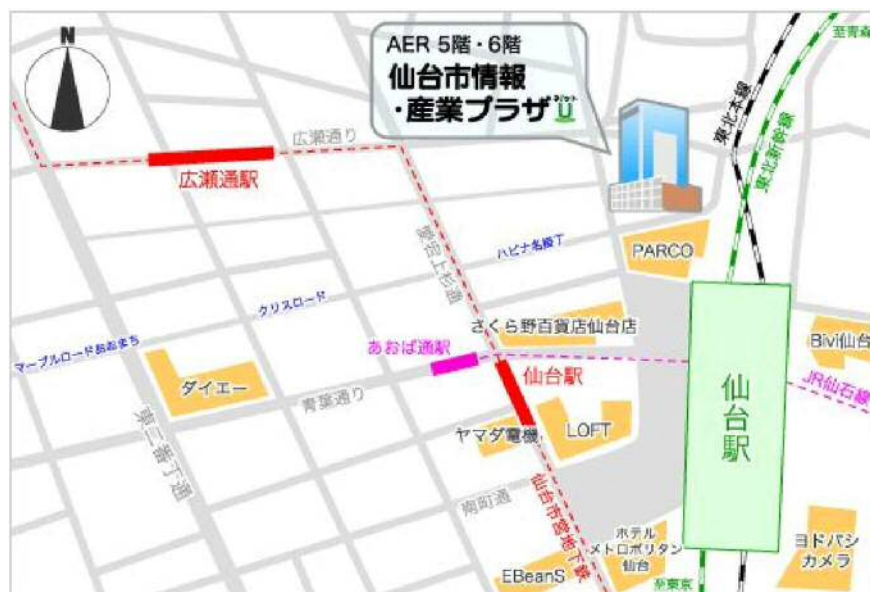 N
AER 5階・6階
仙台市情報
・産業プラザ
至青森
東北本線
東北新幹線
広瀬通り
広瀬通駅
愛宕上杉通
ハピナ名掛丁
PARCO
クリスロード
さくら野百貨店仙台店
Bivi仙台
マーブルロードおおまち
あおば通駅
仙台駅
JR仙石線
ダイエー
青葉通り
仙台駅
ヤマダ電機
LOFT
東二番丁通
南町通
仙台市営地下鉄
ホテル
メトロポリタン
仙台
ヨドバシ
カメラ
EBeanS
至東京